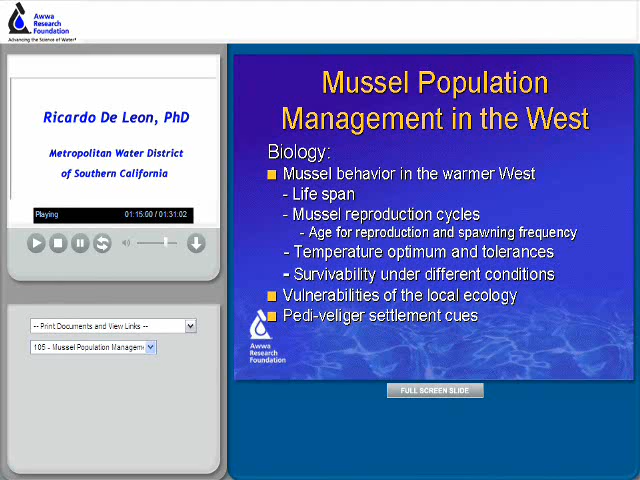 Awwa
Research
Foundation
Advancing the Science of Water®
Ricardo De Leon, PhD
Metropolitan Water District
of Southern California
Playing 01:15:00 / 01:31:02
-- Print Documents and View Links --
105 - Mussel Population Managem
Mussel Population
Management in the West
Biology:
Mussel behavior in the warmer West
- Life span
- Mussel reproduction cycles
- Age for reproduction and spawning frequency
- Temperature optimum and tolerances
- Survivability under different conditions
Vulnerabilities of the local ecology
Pedi-veliger settlement cues
Awwa
Research
Foundation
FULL SCREEN SLIDE